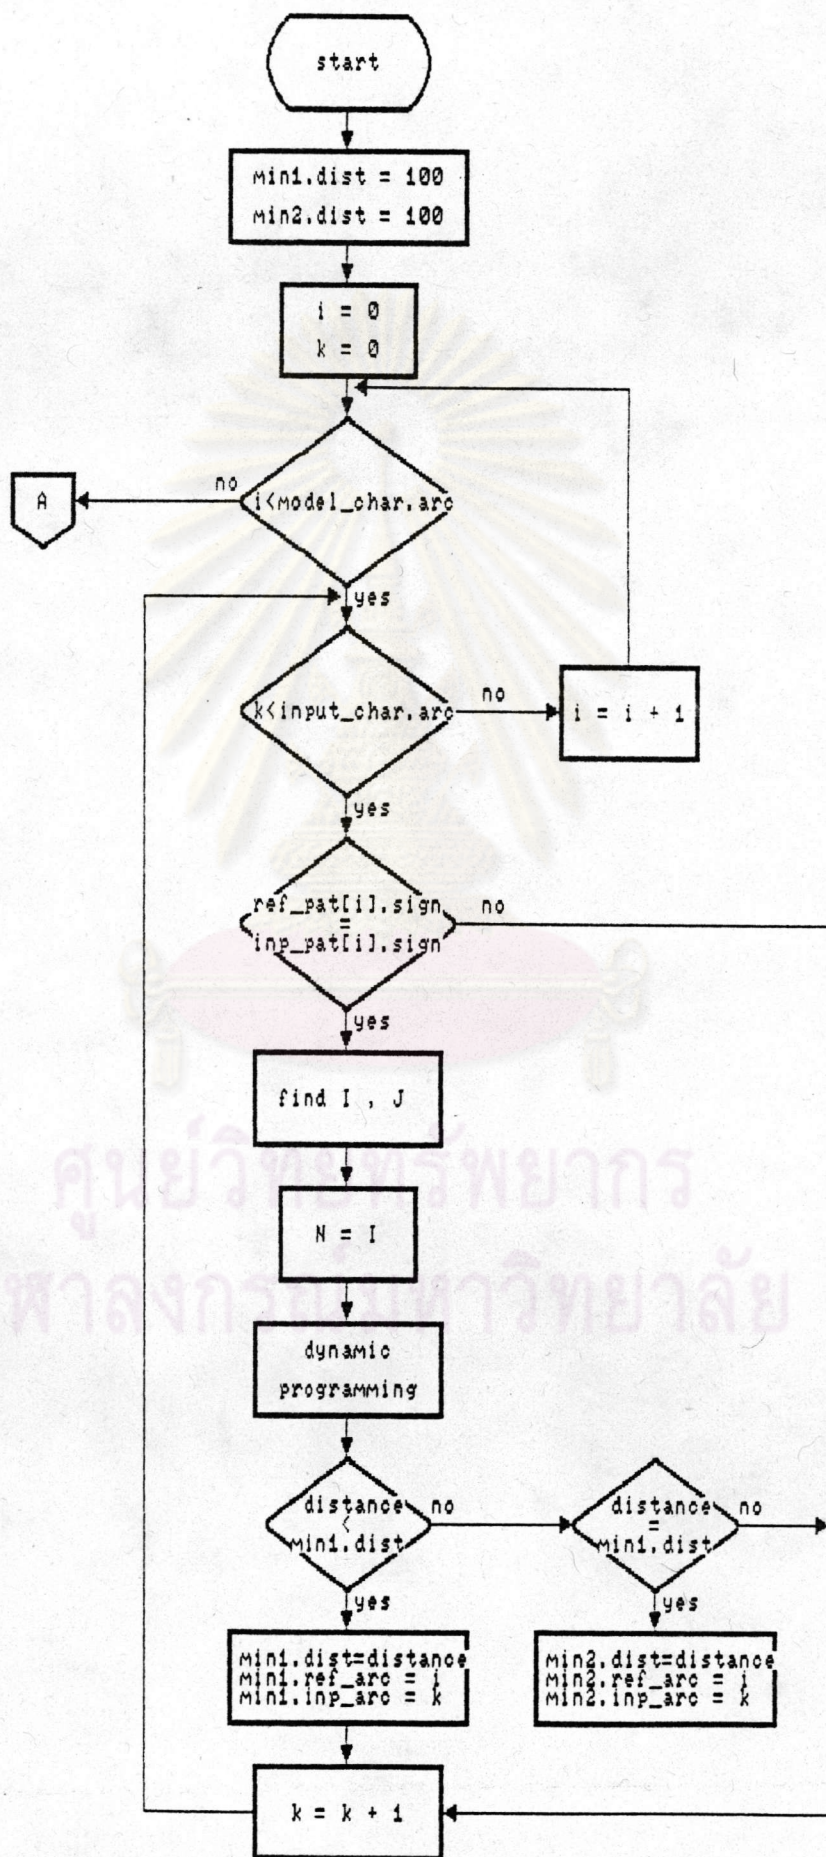 start
min1.dist = 100
min2.dist = 100
i = 0
k = 0
i<model_char.arc
no
A
yes
k<input_char.arc
no
i = i + 1
yes
ref_pat[i].sign
=
inp_pat[i].sign
no
yes
find I , J
ศูนย์วิทยทรัพยากร
N = I
ฬาลงกรณ์มหาวิทยาลัย
dynamic
programming
distance
<
min1.dist
no
distance
=
min1.dist
no
yes
yes
min1.dist=distance
min1.ref_arc = i
min1.inp_arc = k
min2.dist=distance
min2.ref_arc = i
min2.inp_arc = k
k = k + 1